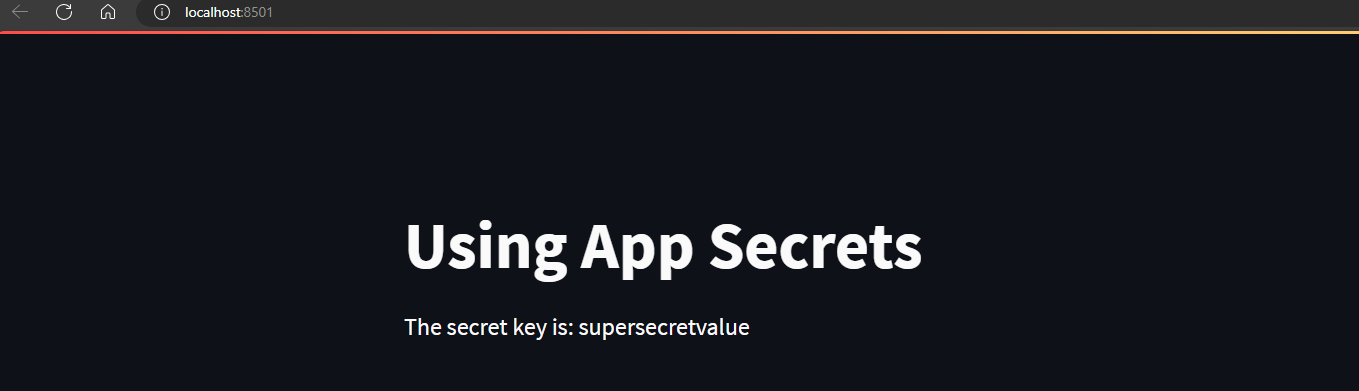 localhost:8501
Using App Secrets
The secret key is: supersecretvalue